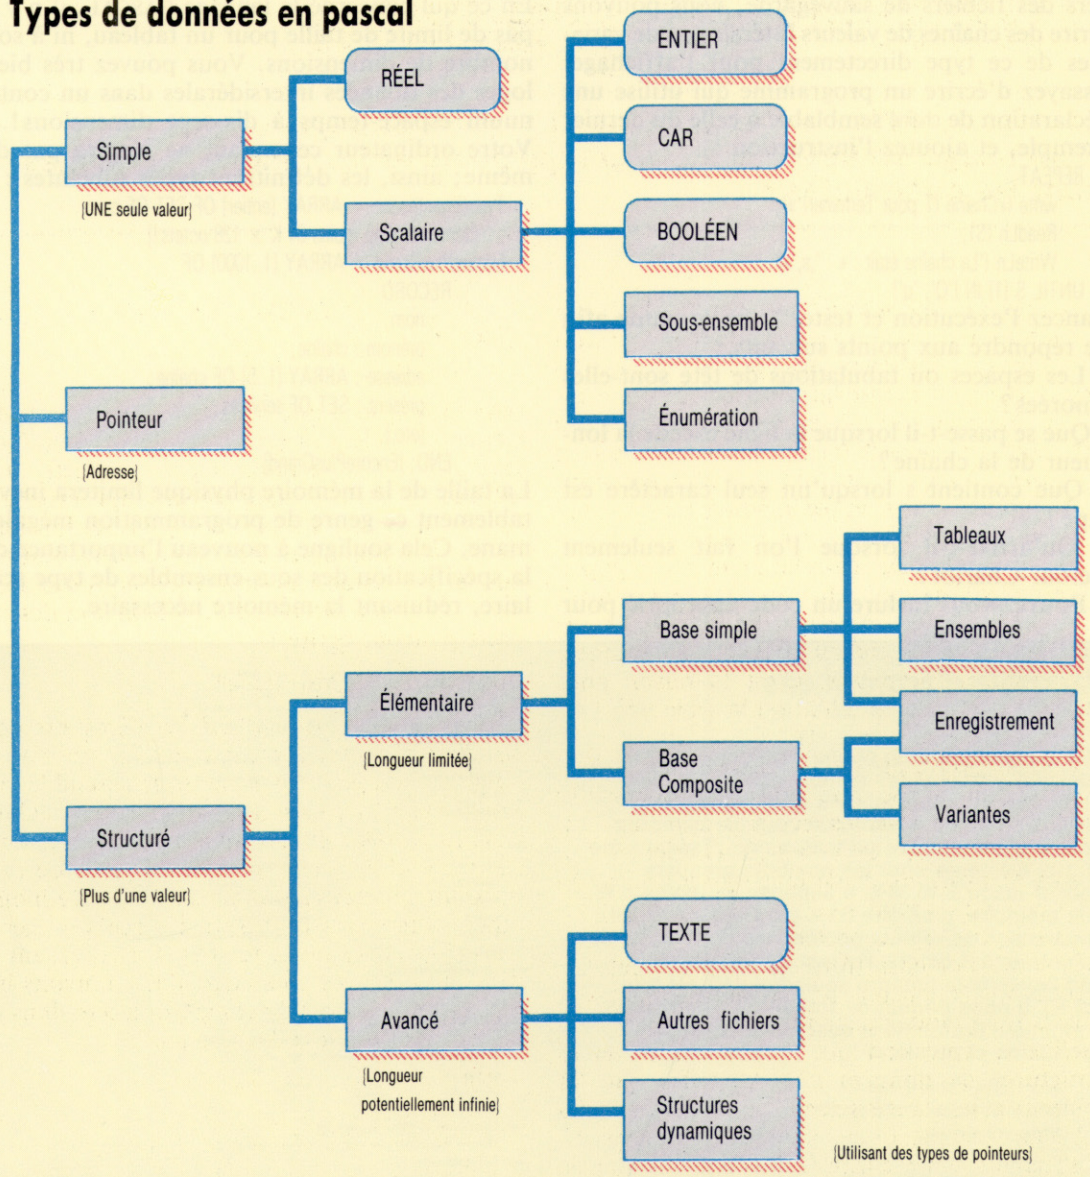 Types de données en pascal
RÉEL
ENTIER
Simple
{UNE seule valeur}
CAR
Scalaire
BOOLÉEN
Sous-ensemble
Énumération
Pointeur
{Adresse}
Tableaux
Base simple
Ensembles
Élémentaire
{Longueur limitée}
Enregistrement
Base
Composite
Variantes
Structuré
{Plus d'une valeur}
TEXTE
Avancé
{Longueur
potentiellement infinie}
Autres fichiers
Structures
dynamiques
{Utilisant des types de pointeurs}